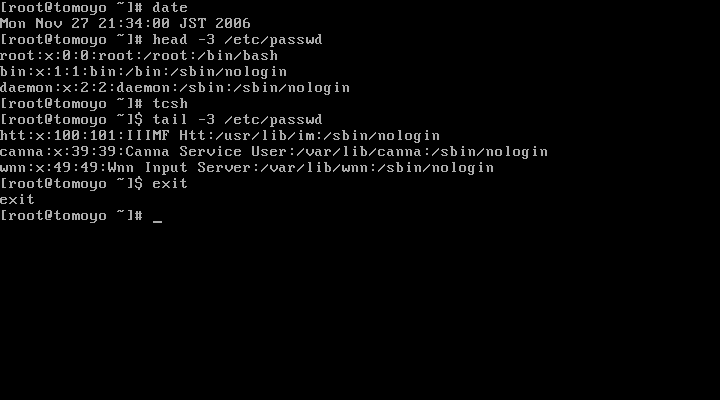 [root@tomoyo ~]# date
Mon Nov 27 21:34:00 JST 2006
[root@tomoyo ~]# head -3 /etc/passwd
root:x:0:0:root:/root:/bin/bash
bin:x:1:1:bin:/bin:/sbin/nologin
daemon:x:2:2:daemon:/sbin:/sbin/nologin
[root@tomoyo ~]# tcsh
[root@tomoyo ~]$ tail -3 /etc/passwd
htt:x:100:101:IIIMF Htt:/usr/lib/im:/sbin/nologin
canna:x:39:39:Canna Service User:/var/lib/canna:/sbin/nologin
wnn:x:49:49:Wnn Input Server:/var/lib/wnn:/sbin/nologin
[root@tomoyo ~]$ exit
exit
[root@tomoyo ~]# _